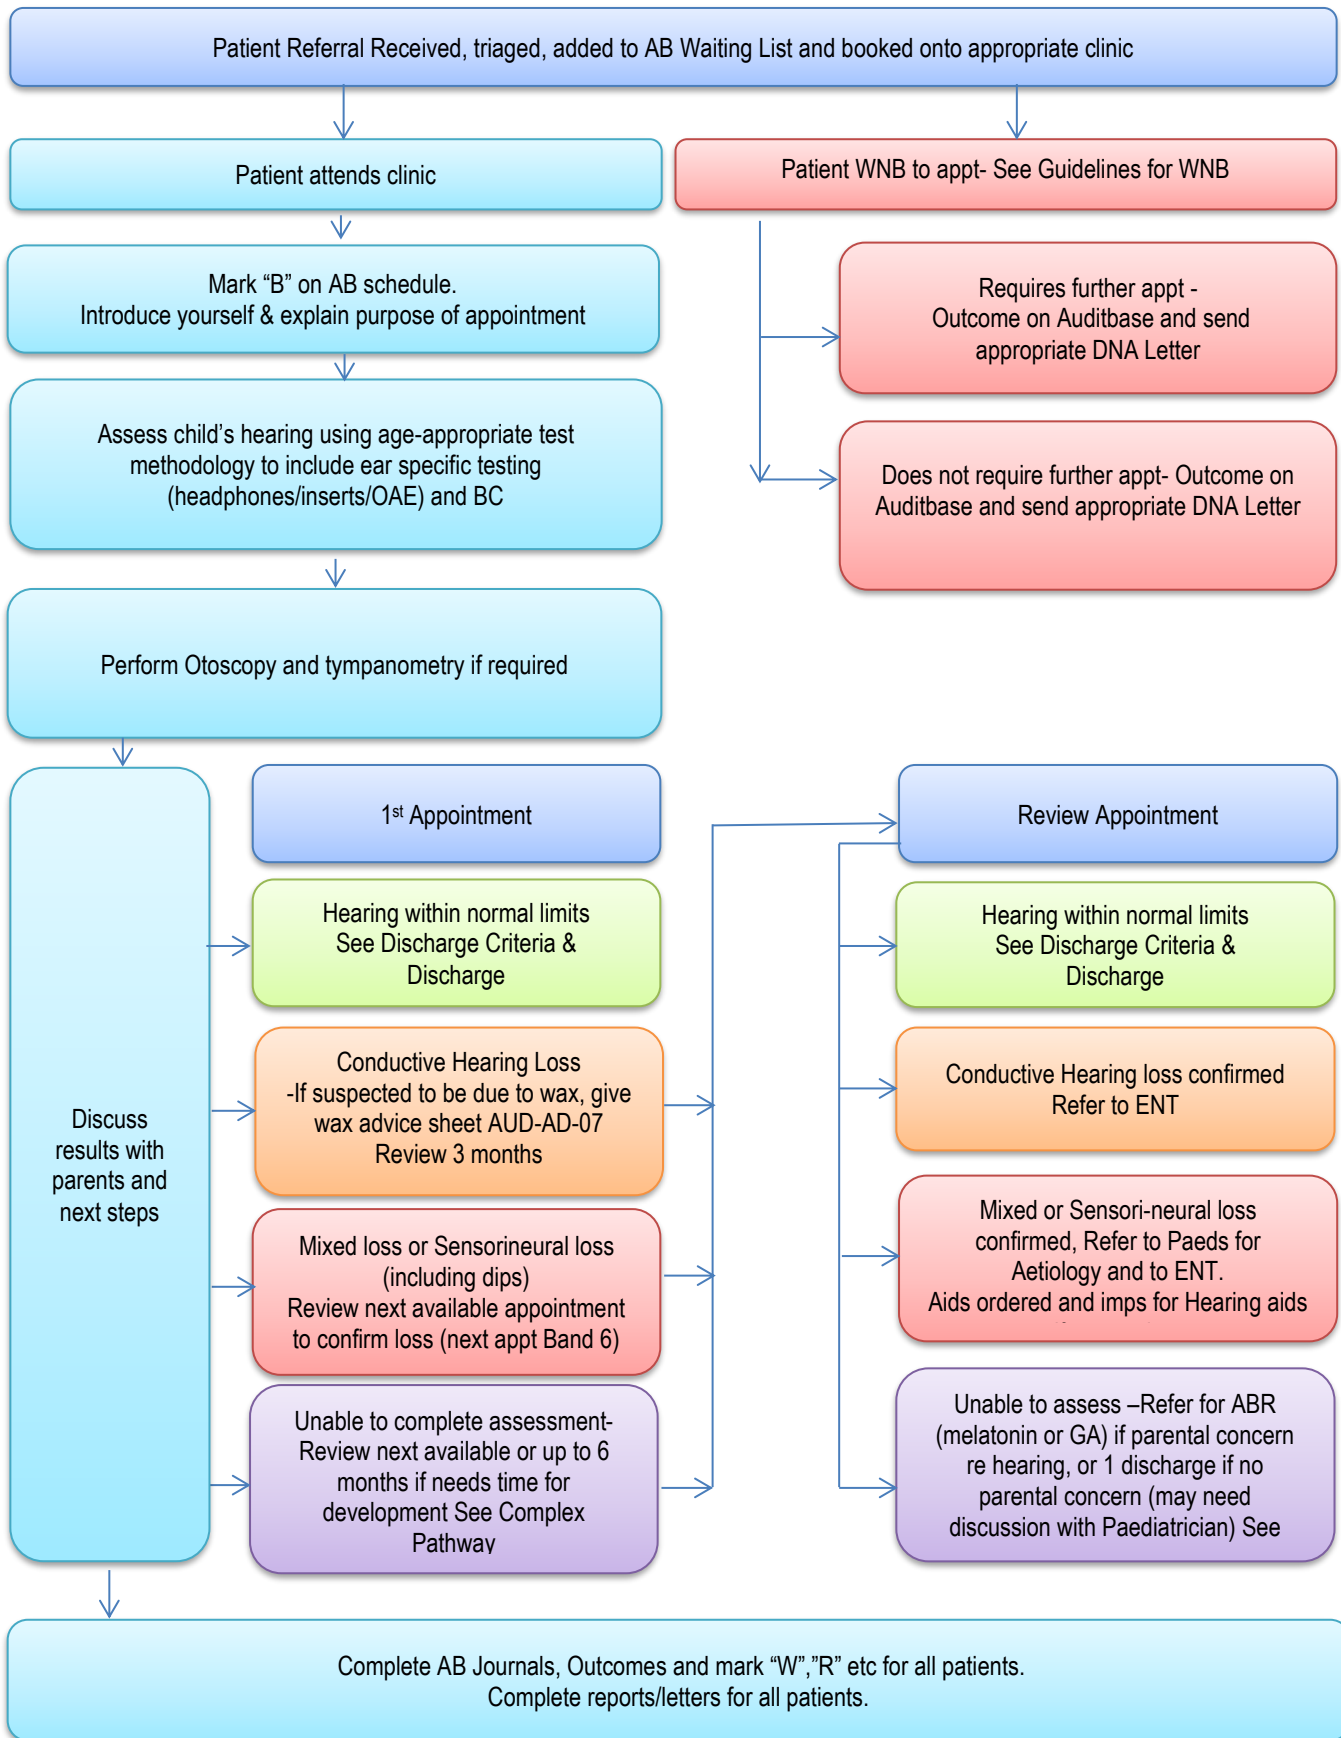 Patient Referral Received, triaged, added to AB Waiting List and booked onto appropriate clinic
Patient attends clinic
Patient WNB to appt- See Guidelines for WNB
Mark “B” on AB schedule.
Introduce yourself & explain purpose of appointment
Requires further appt -
Outcome on Auditbase and send
appropriate DNA Letter
Assess child’s hearing using age-appropriate test
methodology to include ear specific testing
(headphones/inserts/OAE) and BC
Does not require further appt- Outcome on
Auditbase and send appropriate DNA Letter
Perform Otoscopy and tympanometry if required
Discuss
results with
parents and
next steps
1st Appointment
Hearing within normal limits
See Discharge Criteria &
Discharge
Conductive Hearing Loss
-If suspected to be due to wax, give
wax advice sheet AUD-AD-07
Review 3 months
Mixed loss or Sensorineural loss
(including dips)
Review next available appointment
to confirm loss (next appt Band 6)
Unable to complete assessment-
Review next available or up to 6
months if needs time for
development See Complex
Pathway
Review Appointment
Hearing within normal limits
See Discharge Criteria &
Discharge
Conductive Hearing loss confirmed
Refer to ENT
Mixed or Sensori-neural loss
confirmed, Refer to Paeds for
Aetiology and to ENT.
Aids ordered and imps for Hearing aids
Unable to assess –Refer for ABR
(melatonin or GA) if parental concern
re hearing, or 1 discharge if no
parental concern (may need
discussion with Paediatrician) See
Complete AB Journals, Outcomes and mark “W”,”R” etc for all patients.
Complete reports/letters for all patients.